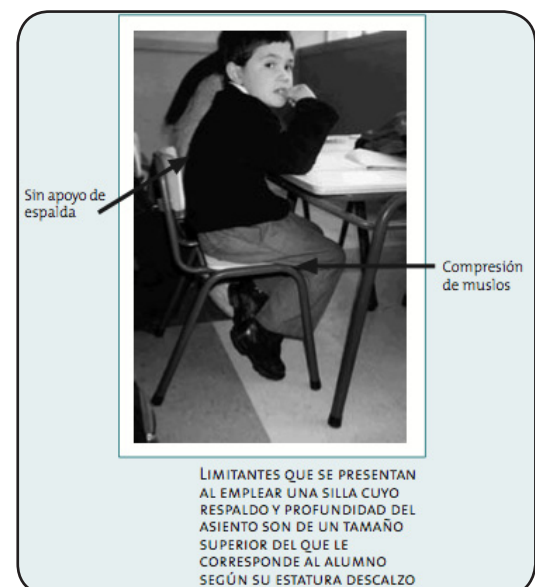 Sin apoyo de
espalda
Compresión
de muslos
LIMITANTES QUE SE PRESENTAN
AL EMPLEAR UNA SILLA CUYO
RESPALDO Y PROFUNDIDAD DEL
ASIENTO SON DE UN TAMAÑO
SUPERIOR DEL QUE LE
CORRESPONDE AL ALUMNO
SEGÚN SU ESTATURA DESCALZO